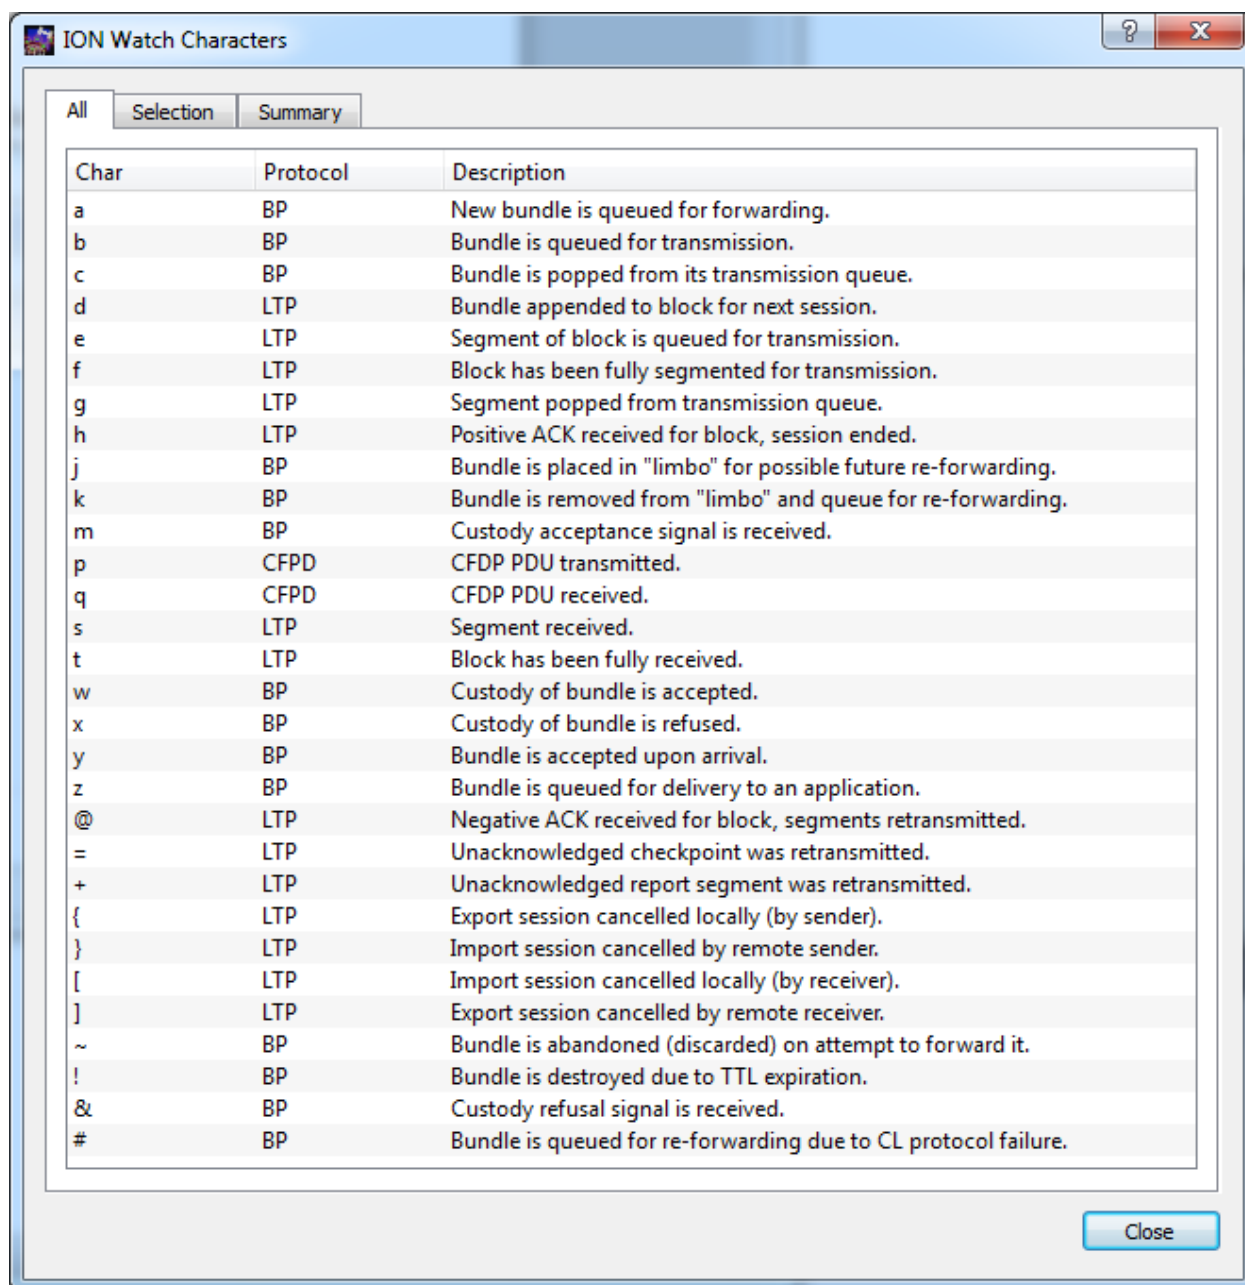 ION Watch Characters
All Selection Summary
Char Protocol Description
a BP New bundle is queued for forwarding.
b BP Bundle is queued for transmission.
c BP Bundle is popped from its transmission queue.
d LTP Bundle appended to block for next session.
e LTP Segment of block is queued for transmission.
f LTP Block has been fully segmented for transmission.
g LTP Segment popped from transmission queue.
h LTP Positive ACK received for block, session ended.
j BP Bundle is placed in "limbo" for possible future re-forwarding.
k BP Bundle is removed from "limbo" and queue for re-forwarding.
m BP Custody acceptance signal is received.
p CFPD CFDP PDU transmitted.
q CFPD CFDP PDU received.
s LTP Segment received.
t LTP Block has been fully received.
w BP Custody of bundle is accepted.
x BP Custody of bundle is refused.
y BP Bundle is accepted upon arrival.
z BP Bundle is queued for delivery to an application.
@ LTP Negative ACK received for block, segments retransmitted.
= LTP Unacknowledged checkpoint was retransmitted.
+ LTP Unacknowledged report segment was retransmitted.
{ LTP Export session cancelled locally (by sender).
} LTP Import session cancelled by remote sender.
[ LTP Import session cancelled locally (by receiver).
] LTP Export session cancelled by remote receiver.
~ BP Bundle is abandoned (discarded) on attempt to forward it.
! BP Bundle is destroyed due to TTL expiration.
& BP Custody refusal signal is received.
# BP Bundle is queued for re-forwarding due to CL protocol failure.
Close